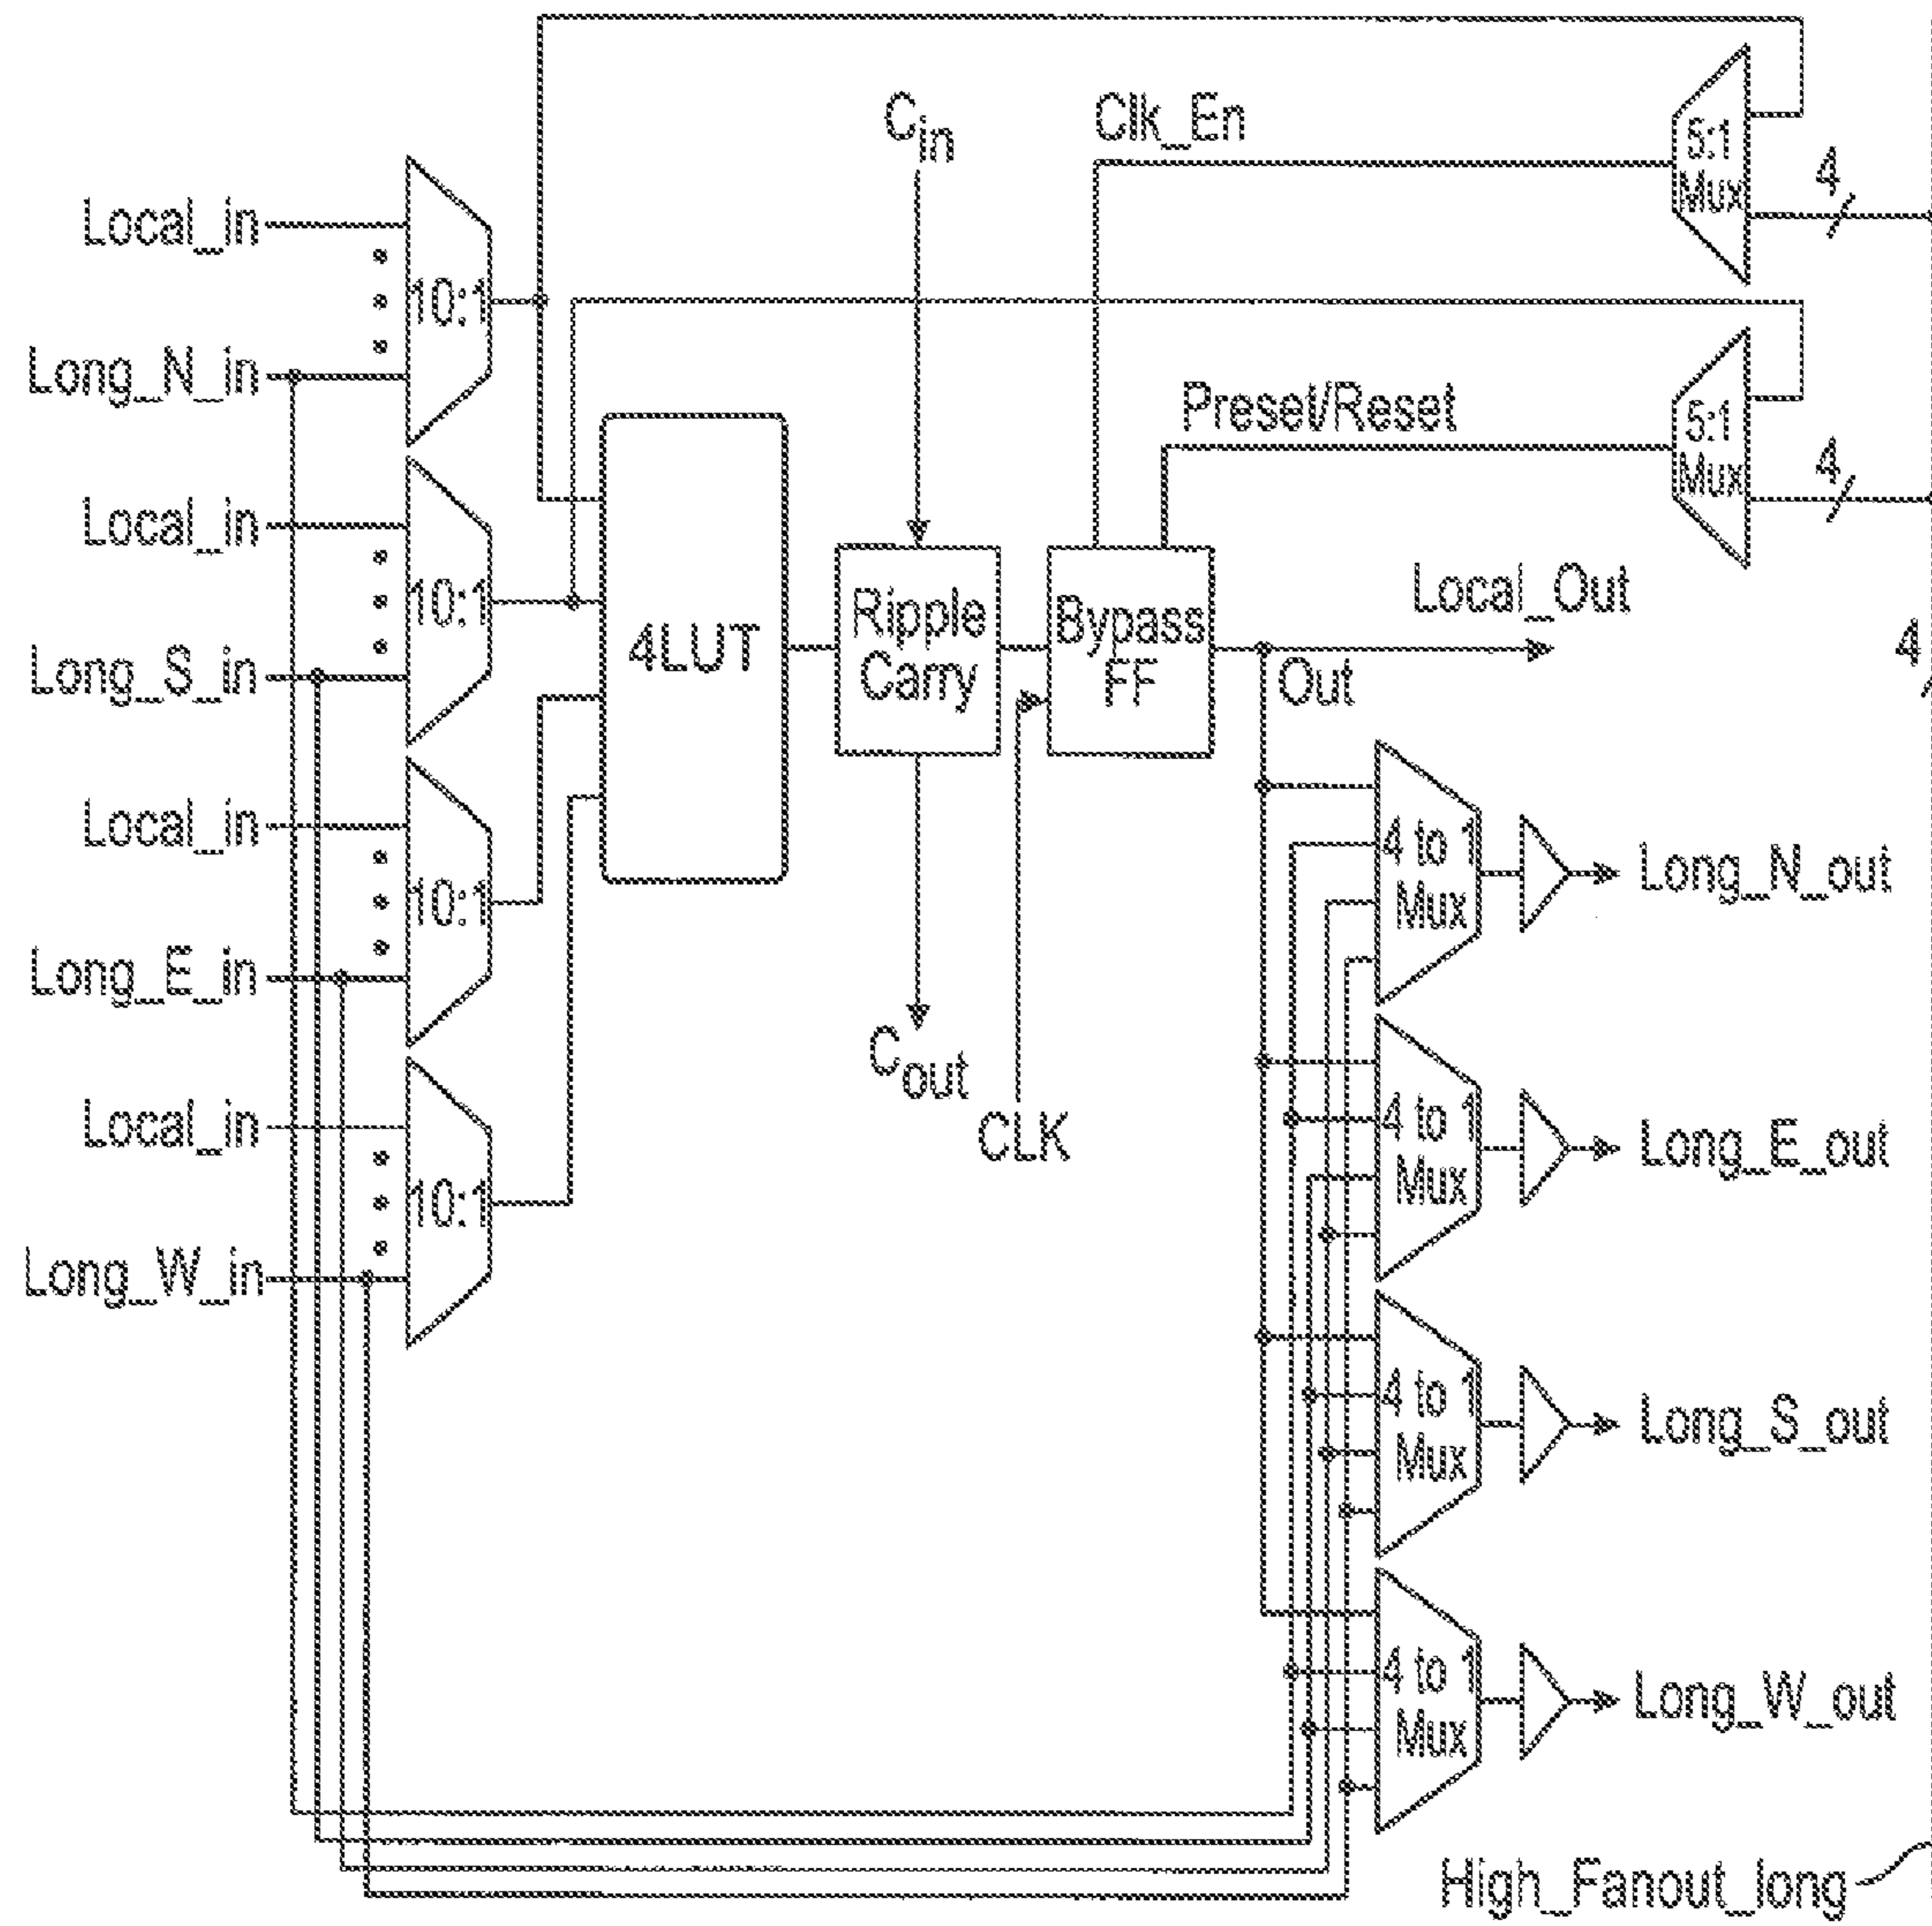 C_in
Clk_En
5:1
Mux
4
Local_in
10:1
Long_N_in
Preset/Reset
5:1
Mux
4
Local_in
10:1
Long_S_in
4LUT
Ripple
Carry
Bypass
FF
Local_Out
Out
4
Local_in
10:1
Long_E_in
C_out
CLK
4 to 1
Mux
Long_N_out
Local_in
10:1
Long_W_in
4 to 1
Mux
Long_E_out
4 to 1
Mux
Long_S_out
4 to 1
Mux
Long_W_out
High_Fanout_long